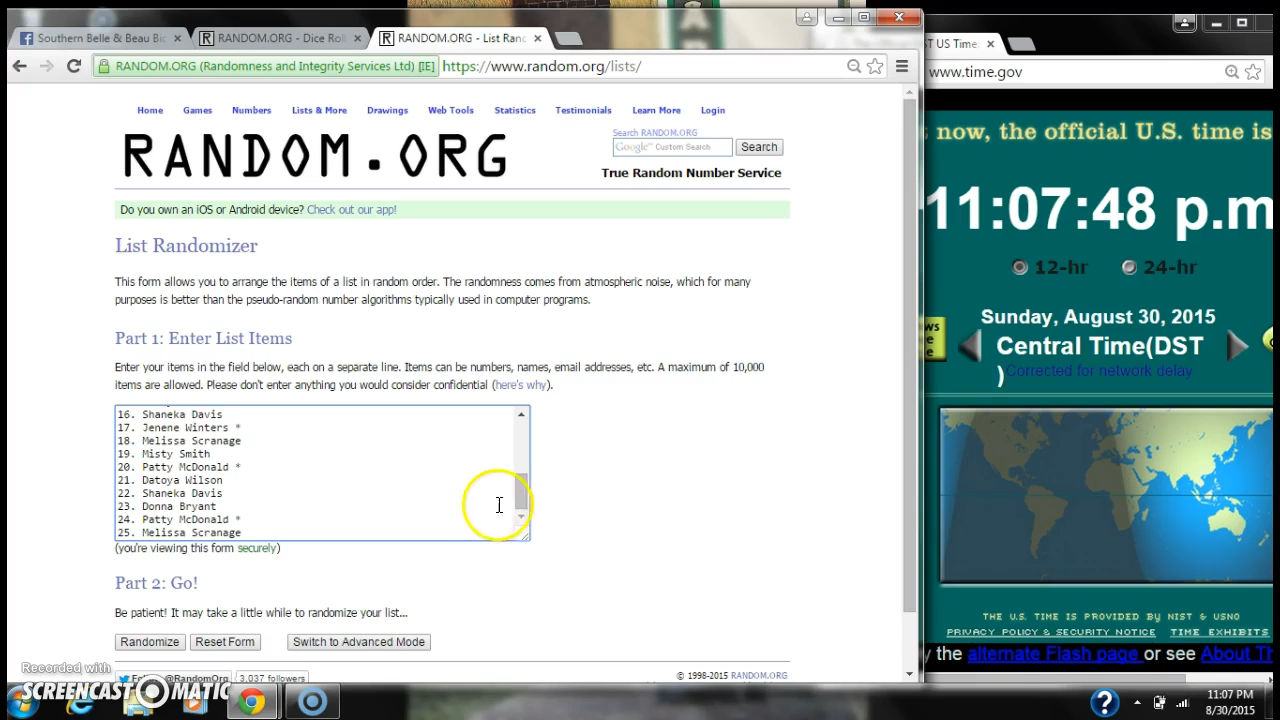 Southern Belle & Beau Bic
RANDOM.ORG - Dice Roll
RANDOM.ORG - List Ran
RANDOM.ORG (Randomness and Integrity Services Ltd) [IE]
https://www.random.org/lists/
Home Games Numbers Lists & More Drawings Web Tools Statistics Testimonials Learn More Login
RANDOM.ORG
Search RANDOM.ORG
Google™ Custom Search
Search
True Random Number Service
Do you own an iOS or Android device? Check out our app!
List Randomizer
This form allows you to arrange the items of a list in random order. The randomness comes from atmospheric noise, which for many
purposes is better than the pseudo-random number algorithms typically used in computer programs.
Part 1: Enter List Items
Enter your items in the field below, each on a separate line. Items can be numbers, names, email addresses, etc. A maximum of 10,000
items are allowed. Please don't enter anything you would consider confidential (here's why).
16. Shaneka Davis
17. Jenene Winters *
18. Melissa Scranage
19. Misty Smith
20. Patty McDonald *
21. Datoya Wilson
22. Shaneka Davis
23. Donna Bryant
24. Patty McDonald *
25. Melissa Scranage
(you're viewing this form securely)
Part 2: Go!
Be patient! It may take a little while to randomize your list...
Randomize
Reset Form
Switch to Advanced Mode
@RandomOrg
3,037 followers
© 1998-2015 RANDOM.ORG
Recorded with
SCREENCAST-O-MATIC
ST US Time
www.time.gov
t now, the official U.S. time is
11:07:48 p.m
12-hr
24-hr
Sunday, August 30, 2015
Central Time(DST
)
Corrected for network delay
THE U.S. TIME IS PROVIDED BY NIST & USNO
PRIVACY POLICY & SECURITY NOTICE
TIME EXHIBITS
y the alternate Flash page or see About Th
11:07 PM
8/30/2015